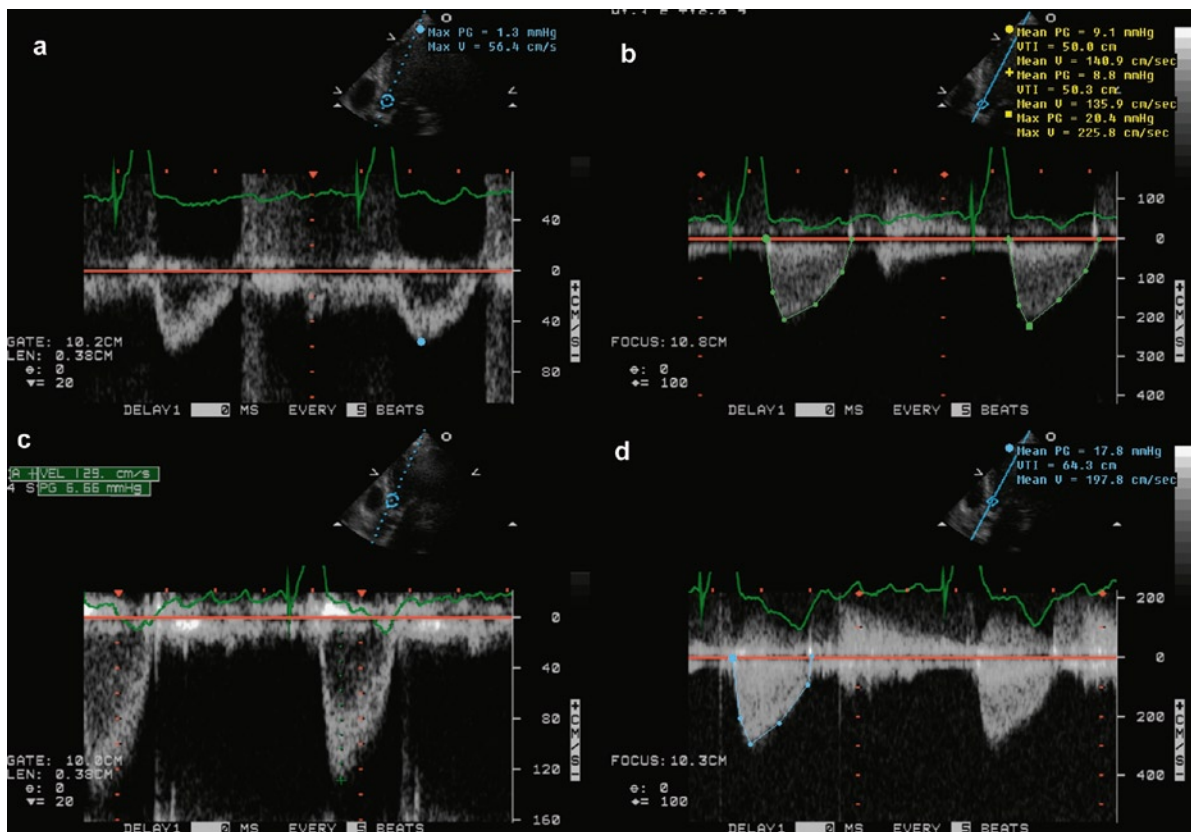 a
Max PG = 1.3 mmHg
Max V = 56.4 cm/s
40
0
40
80
+CM/S-
GATE: 10.2CM
LEN: 0.38CM
⊖: 0
▼= 20
DELAY1 0 MS EVERY 5 BEATS
b
Mean PG = 9.1 mmHg
VTI = 50.0 cm
Mean V = 140.9 cm/sec
Mean PG = 8.8 mmHg
VTI = 50.3 cm
Mean V = 135.9 cm/sec
Max PG = 20.4 mmHg
Max V = 225.8 cm/sec
100
0
100
200
300
400
+CM/S-
FOCUS:10.8CM
⊖: 0
◆= 100
DELAY1 0 MS EVERY 5 BEATS
c
VEL 129. cm/s
PG 6.66 mmHg
0
40
80
120
160
+CM/S-
GATE: 10.0CM
LEN: 0.38CM
⊖: 0
▼= 20
DELAY1 0 MS EVERY 5 BEATS
d
Mean PG = 17.8 mmHg
VTI = 64.3 cm
Mean V = 197.8 cm/sec
200
0
200
400
+CM/S-
FOCUS:10.3CM
⊖: 0
◆= 100
DELAY1 0 MS EVERY 5 BEATS